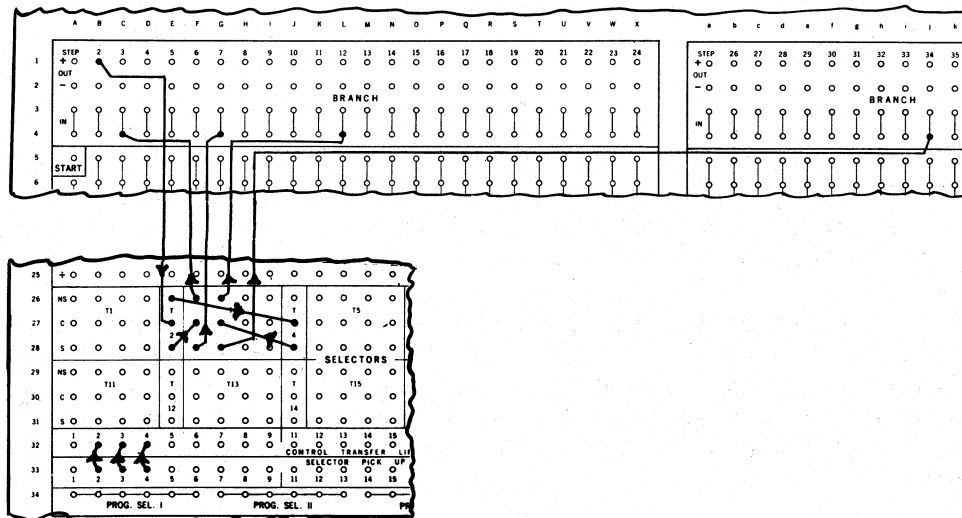 A B C D E F G H I J K L M N O P Q R S T U V W X a b c d e f g h i j k
STEP 2 3 4 5 6 7 8 9 10 11 12 13 14 15 16 17 18 19 20 21 22 23 24 STEP 26 27 28 29 30 31 32 33 34 35
1 + +
OUT OUT
2 − −
BRANCH BRANCH
3
IN IN
4
5
START
6
25 ÷
26 NS
T1 T T5
27 C
2 4
28 S
SELECTORS
29 NS
T11 T T13 T T15
30 C
12 14
31 S
1 2 3 4 5 6 7 8 9 11 12 13 14 15
32
CONTROL TRANSFER
SELECTOR PICK UP
33
1 2 3 4 5 6 7 8 9 11 12 13 14 15
34
PROG. SEL. I PROG. SEL. II